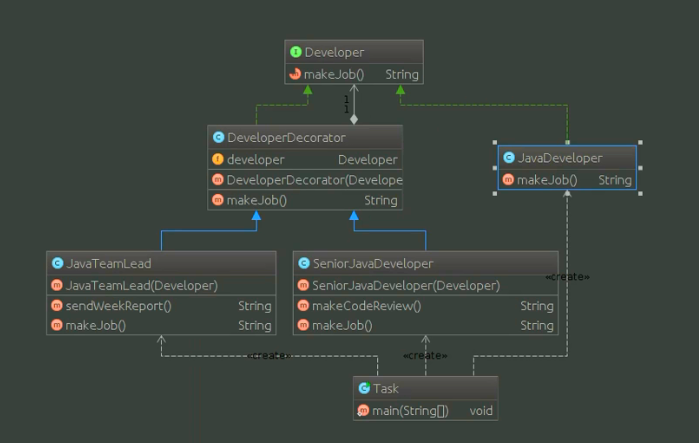 Developer
makeJob() String
1
1
DeveloperDecorator
developer Developer
DeveloperDecorator(Develope
makeJob() String
JavaDeveloper
makeJob() String
JavaTeamLead
JavaTeamLead(Developer)
sendWeekReport() String
makeJob() String
SeniorJavaDeveloper
SeniorJavaDeveloper(Developer)
makeCodeReview() String
makeJob() String
«create»
«create»
«create»
Task
main(String[]) void